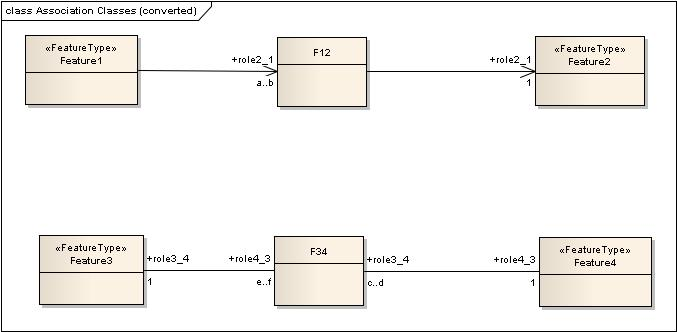 class Association Classes (converted)
«FeatureType»
Feature1
+role2_1
a..b
F12
+role2_1
1
«FeatureType»
Feature2
«FeatureType»
Feature3
+role3_4
1
+role4_3
e..f
F34
+role3_4
c..d
+role4_3
1
«FeatureType»
Feature4